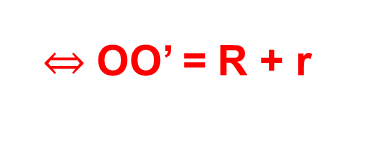 ⇔ OO’ = R + r